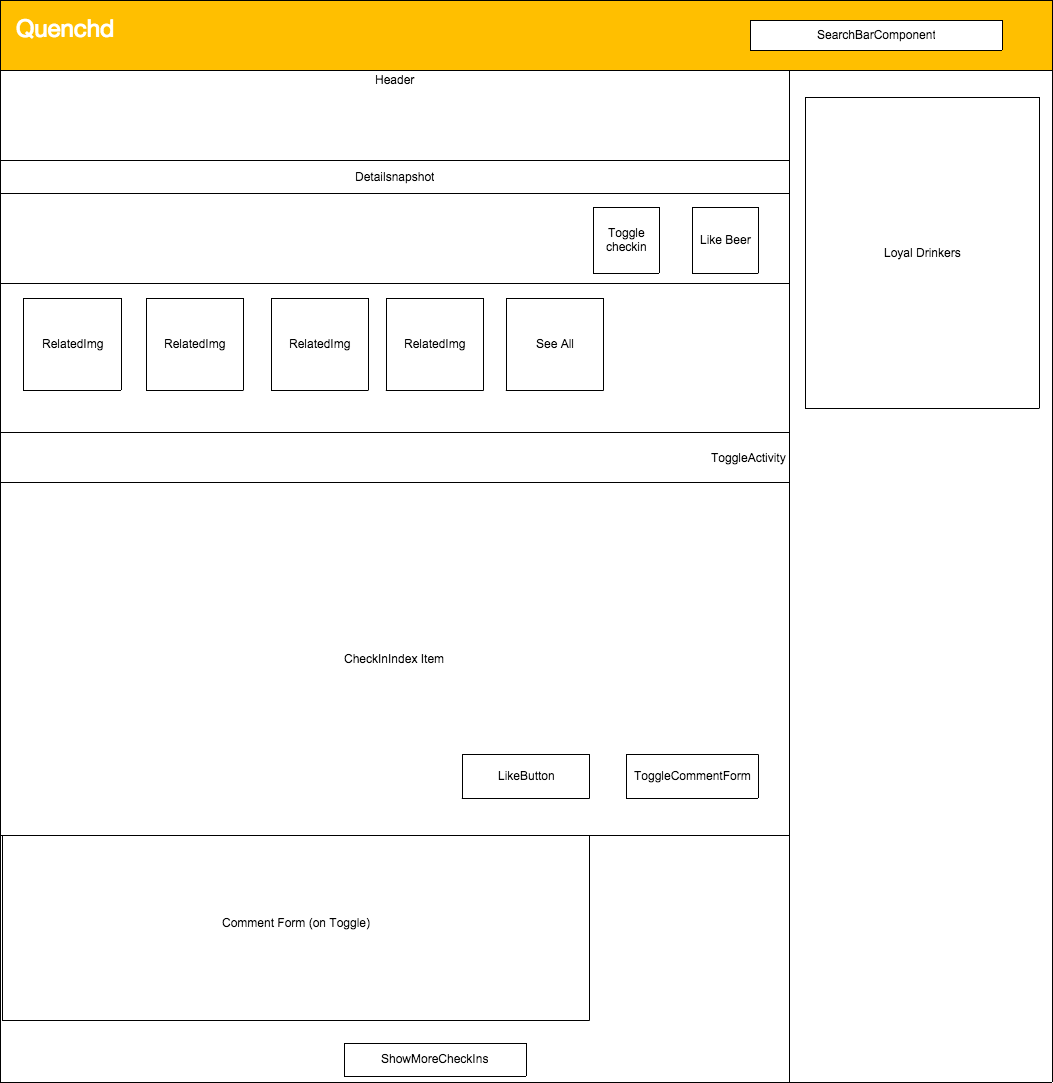 Quenchd
SearchBarComponent
Header
Detailsnapshot
Toggle
checkin
Like Beer
Loyal Drinkers
RelatedImg
RelatedImg
RelatedImg
RelatedImg
See All
ToggleActivity
CheckInIndex Item
LikeButton
ToggleCommentForm
Comment Form (on Toggle)
ShowMoreCheckIns